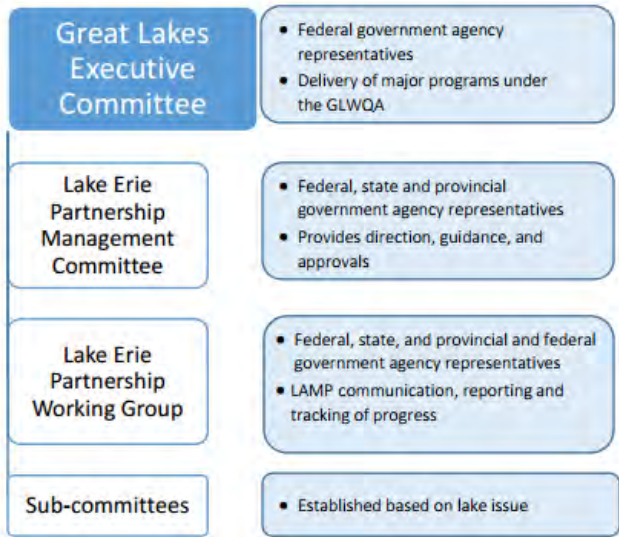 Great Lakes
Executive
Committee
• Federal government agency
representatives
• Delivery of major programs under
the GLWQA
Lake Erie
Partnership
Management
Committee
• Federal, state and provincial
government agency representatives
• Provides direction, guidance, and
approvals
Lake Erie
Partnership
Working Group
• Federal, state, and provincial and federal
government agency representatives
• LAMP communication, reporting and
tracking of progress
Sub-committees
• Established based on lake issue